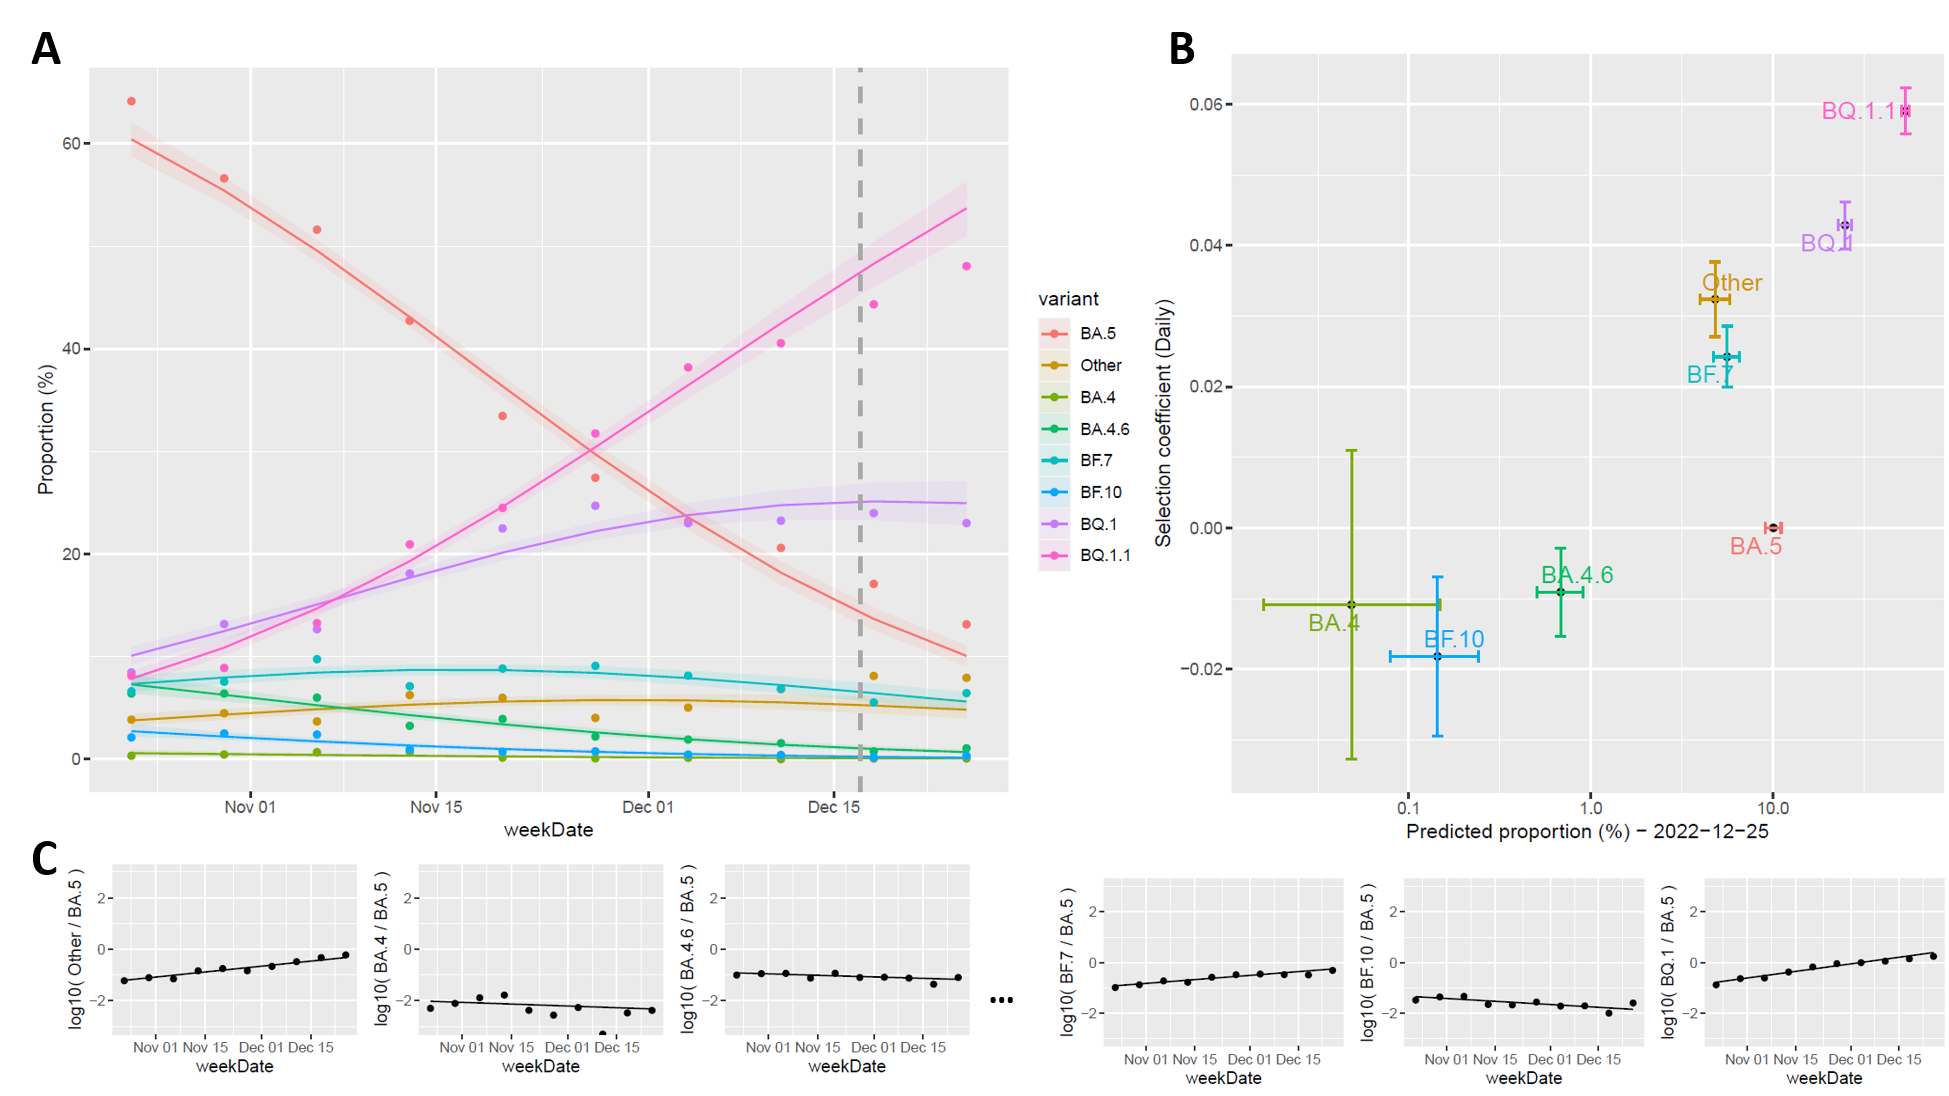 A
60
40
20
0
Proportion (%)
Nov 01
Nov 15
Dec 01
Dec 15
weekDate
variant
BA.5
Other
BA.4
BA.4.6
BF.7
BF.10
BQ.1
BQ.1.1
B
0.06
0.04
0.02
0.00
−0.02
Selection coefficient (Daily)
BQ.1.1
BQ.1
Other
BF.7
BA.5
BA.4.6
BA.4
BF.10
0.1
1.0
10.0
Predicted proportion (%) − 2022−12−25
C
log10( Other / BA.5 )
2
0
−2
Nov 01 Nov 15 Dec 01 Dec 15
weekDate
log10( BA.4 / BA.5 )
2
0
−2
Nov 01 Nov 15 Dec 01 Dec 15
weekDate
log10( BA.4.6 / BA.5 )
2
0
−2
Nov 01 Nov 15 Dec 01 Dec 15
weekDate
...
log10( BF.7 / BA.5 )
2
0
−2
Nov 01 Nov 15 Dec 01 Dec 15
weekDate
log10( BF.10 / BA.5 )
2
0
−2
Nov 01 Nov 15 Dec 01 Dec 15
weekDate
log10( BQ.1 / BA.5 )
2
0
−2
Nov 01 Nov 15 Dec 01 Dec 15
weekDate